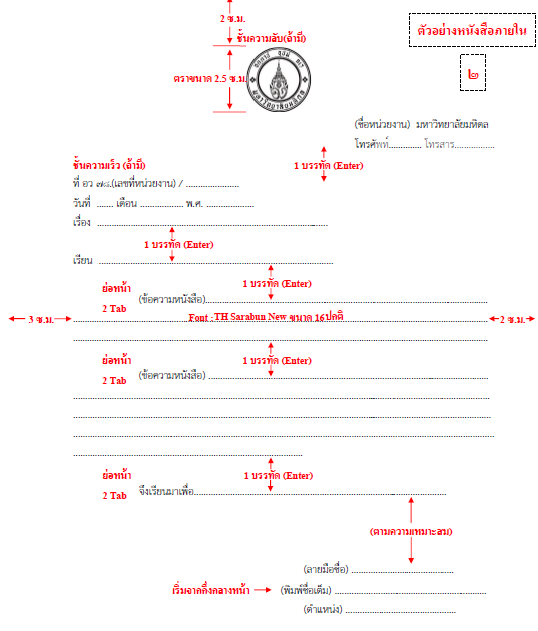 2 ซ.ม.
ตัวอย่างหนังสือภายใน
ชั้นความลับ(ถ้ามี)
ตราขนาด 2.5 ซ.ม.
๒
(ชื่อหน่วยงาน) มหาวิทยาลัยมหิดล
โทรศัพท์.............. โทรสาร.................
1 บรรทัด (Enter)
ชั้นความเร็ว (ถ้ามี)
ที่ อว ๗๘.(เลขที่หน่วยงาน) / ......................
วันที่ ....... เดือน .................. พ.ศ. ....................
เรื่อง ................................................................................
1 บรรทัด (Enter)
เรียน ................................................................................
1 บรรทัด (Enter)
ย่อหน้า
2 Tab
(ข้อความหนังสือ)................................................................................
3 ซ.ม.
Font : TH Sarabun New ขนาด 16 ปกติ
2 ซ.ม.
1 บรรทัด (Enter)
ย่อหน้า
2 Tab
(ข้อความหนังสือ) ................................................................................
1 บรรทัด (Enter)
ย่อหน้า
2 Tab
จึงเรียนมาเพื่อ................................................................................
(ตามความเหมาะสม)
(ลายมือชื่อ) ..........................................
เริ่มจากกึ่งกลางหน้า
(พิมพ์ชื่อเต็ม) ..........................................................
(ตำแหน่ง) ..............................................